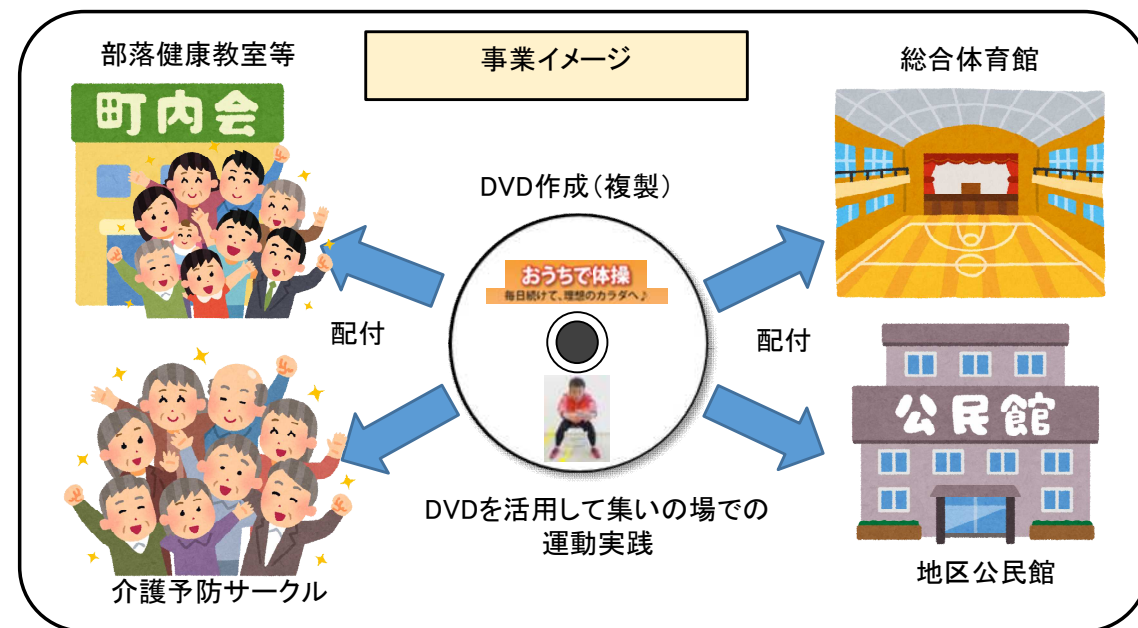 部落健康教室等
事業イメージ
総合体育館
町内会
DVD作成（複製）
おうちで体操
毎日続けて、理想のカラダへ♪
配付
配付
公民館
DVDを活用して集いの場での
運動実践
介護予防サークル
地区公民館